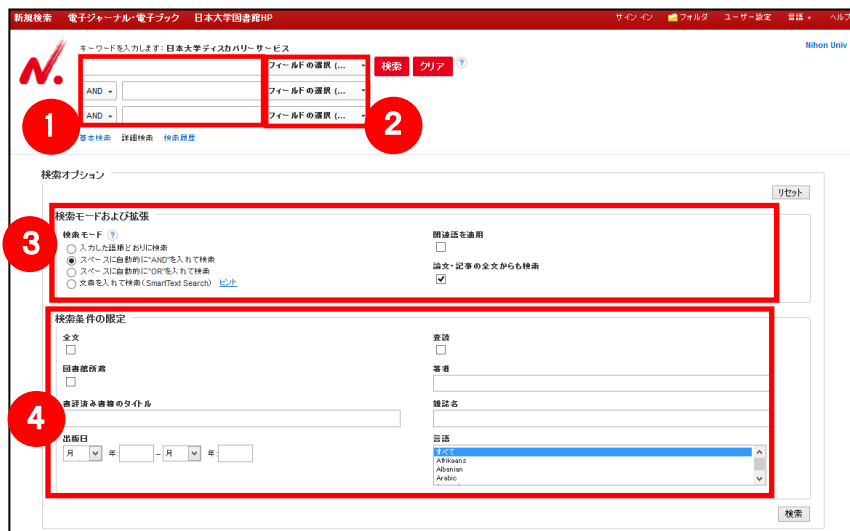 新規検索 電子ジャーナル・電子ブック 日本大学図書館HP サインイン フォルダ ユーザー設定 言語 ヘルプ
キーワードを入力します: 日本大学ディスカバリーサービス Nihon Univ
フィールドの選択 (... 検索 クリア ?
AND フィールドの選択 (...
AND フィールドの選択 (...
1 2
基本検索 詳細検索 検索履歴
検索オプション
リセット
検索モードおよび拡張
3
検索モード ? 関連語を適用
入力した語順どおりに検索
スペースに自動的に"AND"を入れて検索 論文・記事の全文からも検索
スペースに自動的に"OR"を入れて検索
文章を入れて検索(SmartText Search) ヒント
検索条件の限定
全文 査読
図書館所蔵 著者
4
書評済み書籍のタイトル 雑誌名
出版日 言語
月 年: – 月 年: すべて
Afrikaans
Albanian
Arabic
検索